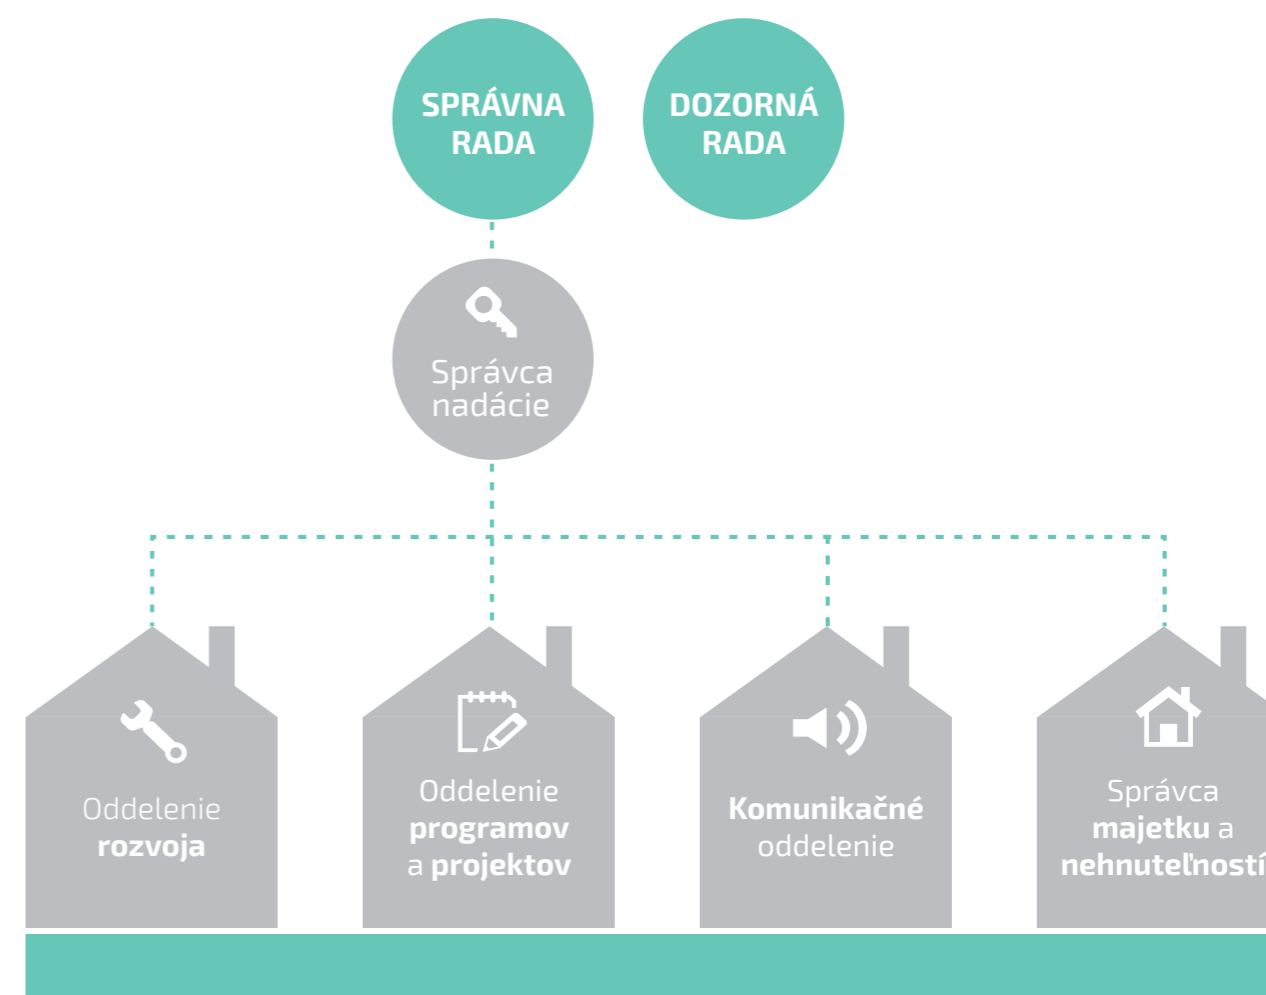 SPRÁVNA
RADA
DOZORNÁ
RADA
Správca
nadácie
Oddelenie
rozvoja
Oddelenie
programov
a projektov
Komunikačné
oddelenie
Správca
majetku a
nehnuteľností